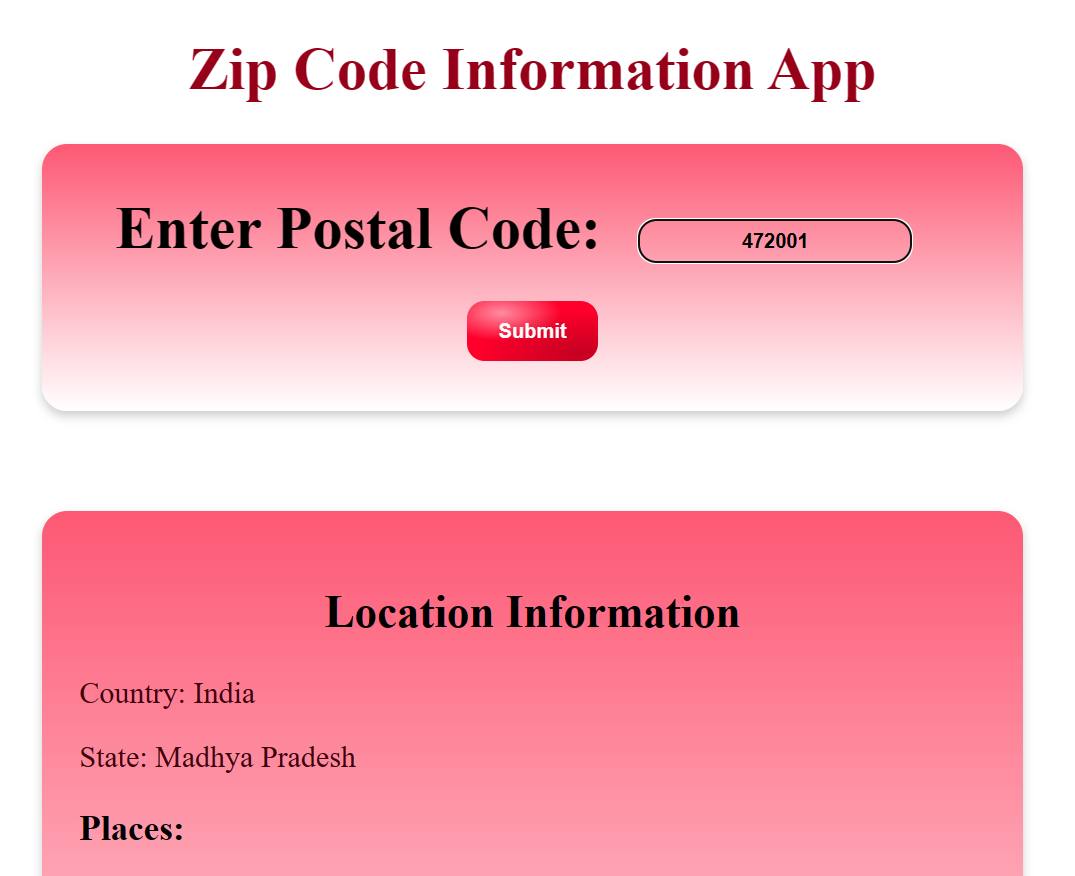 Zip Code Information App
Enter Postal Code: 472001
Submit
Location Information
Country: India
State: Madhya Pradesh
Places: